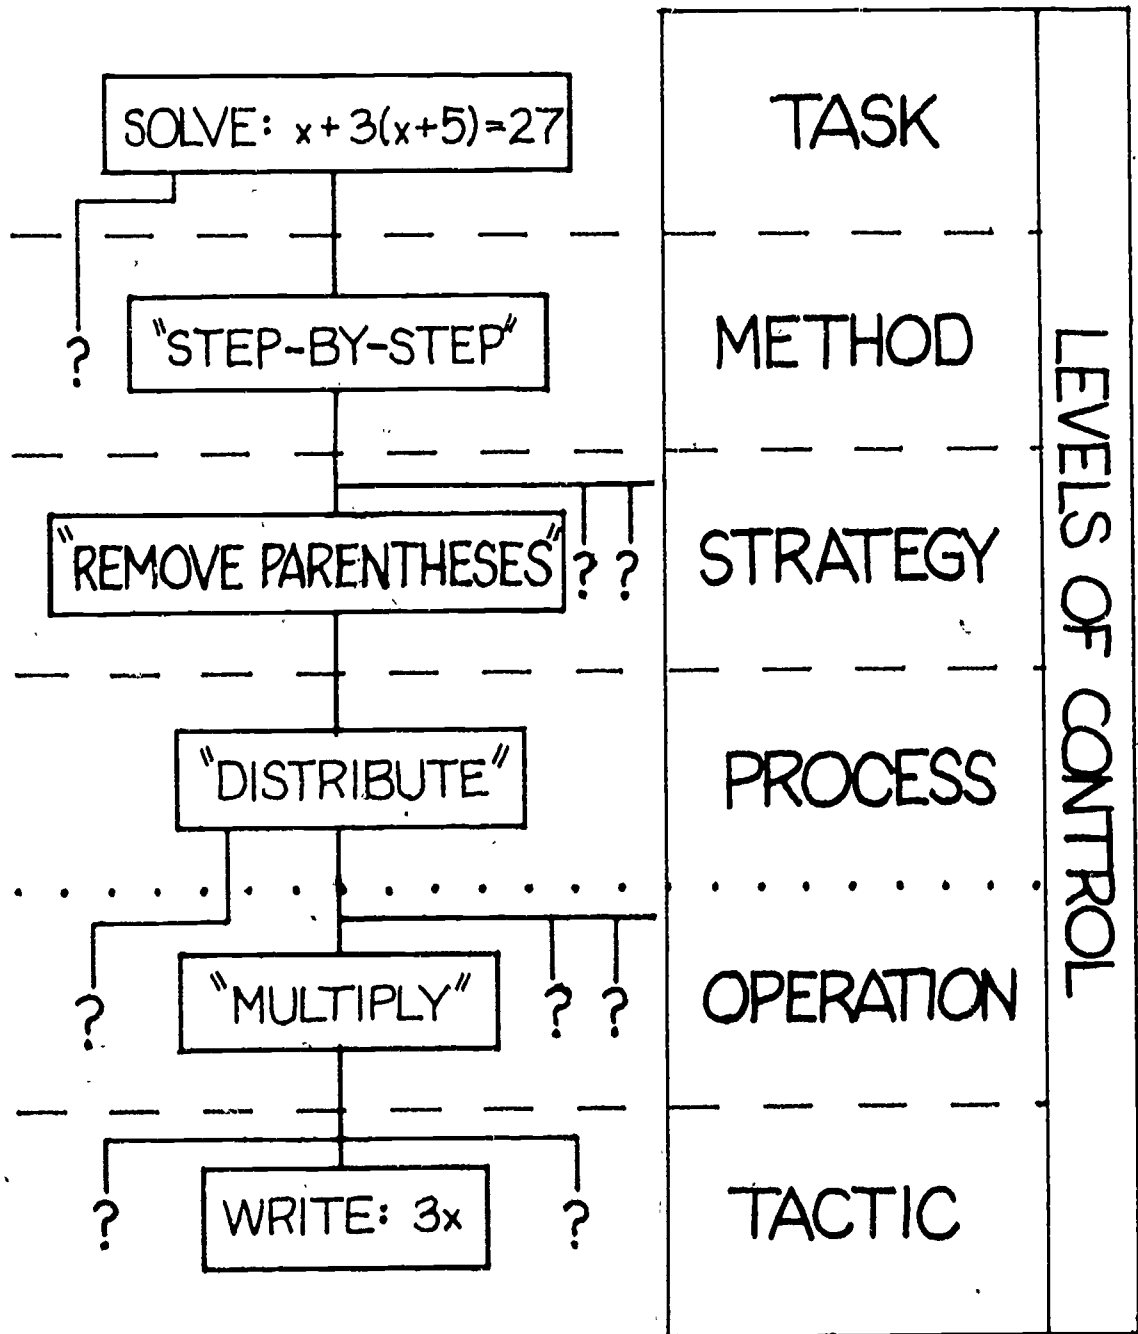 SOLVE: x + 3(x+5) = 27
TASK
? "STEP-BY-STEP"
METHOD
"REMOVE PARENTHESES" ? ?
STRATEGY
"DISTRIBUTE"
PROCESS
? "MULTIPLY" ? ?
OPERATION
? WRITE: 3x ?
TACTIC
LEVELS OF CONTROL